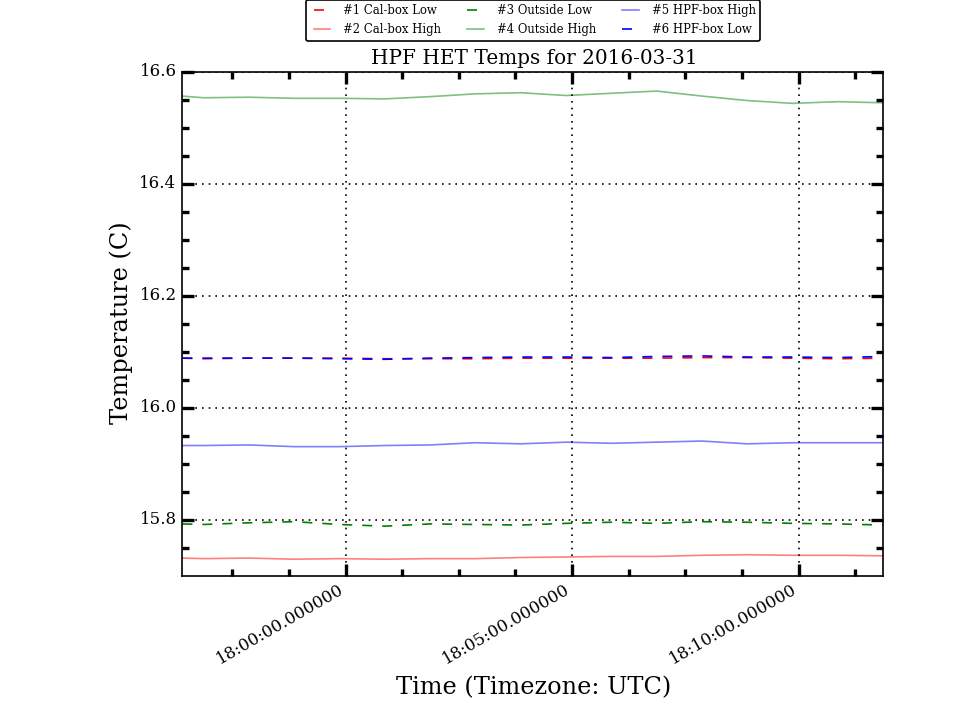 #1 Cal-box Low #3 Outside Low #5 HPF-box High
#2 Cal-box High #4 Outside High #6 HPF-box Low
HPF HET Temps for 2016-03-31
16.6
16.4
16.2
16.0
15.8
Temperature (C)
18:00:00.000000 18:05:00.000000 18:10:00.000000
Time (Timezone: UTC)